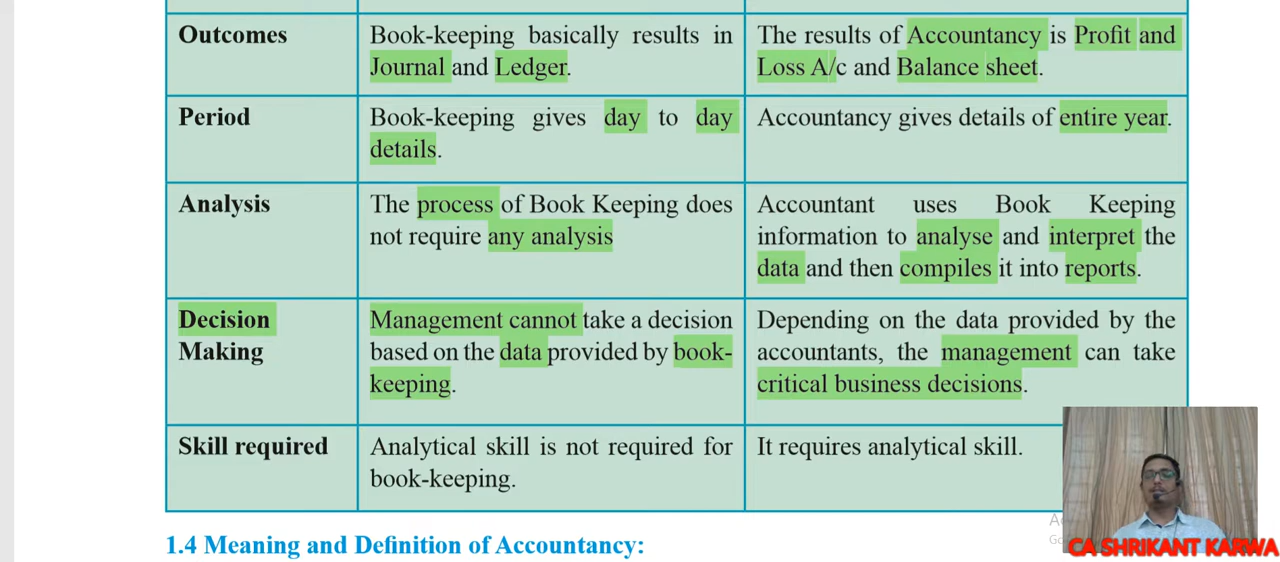 Outcomes
Book-keeping basically results in
Journal and Ledger.
The results of Accountancy is Profit and
Loss A/c and Balance sheet.
Period
Book-keeping gives day to day
details.
Accountancy gives details of entire year.
Analysis
The process of Book Keeping does
not require any analysis
Accountant uses Book Keeping
information to analyse and interpret the
data and then compiles it into reports.
Decision
Making
Management cannot take a decision
based on the data provided by book-
keeping.
Depending on the data provided by the
accountants, the management can take
critical business decisions.
Skill required
Analytical skill is not required for
book-keeping.
It requires analytical skill.
1.4 Meaning and Definition of Accountancy:
CA SHRIKANT KARWA